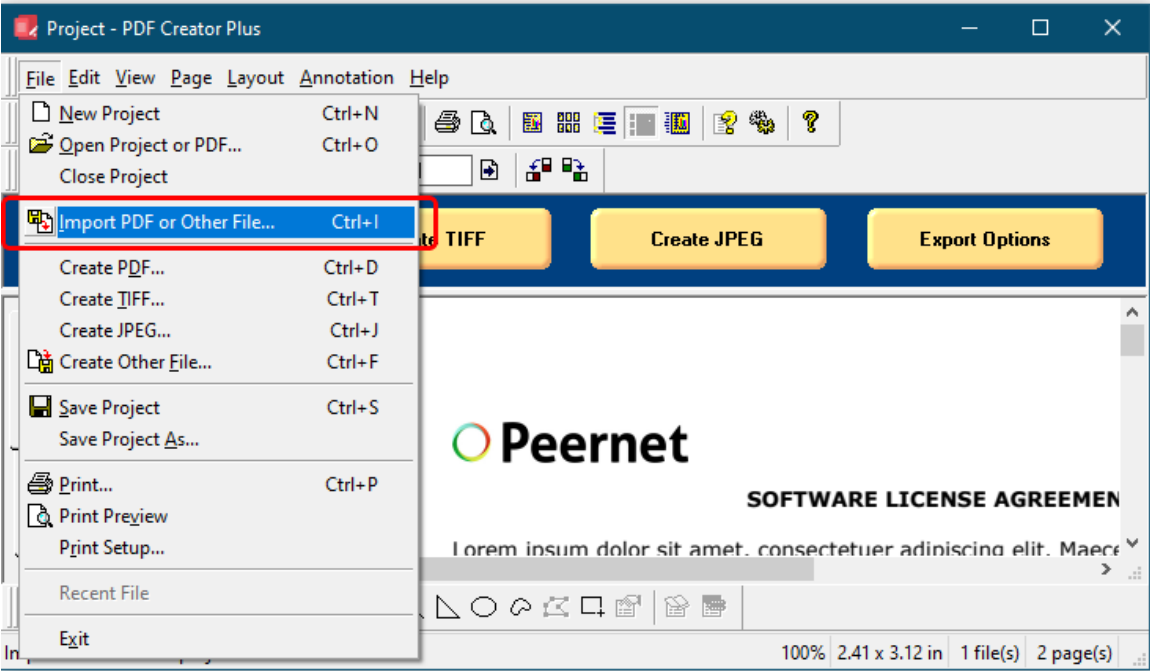 Project - PDF Creator Plus
File Edit View Page Layout Annotation Help
New Project Ctrl+N
Open Project or PDF... Ctrl+O
Close Project
Import PDF or Other File... Ctrl+I
Create PDF... Ctrl+D
Create TIFF... Ctrl+T
Create JPEG... Ctrl+J
Create Other File... Ctrl+F
Save Project Ctrl+S
Save Project As...
Print... Ctrl+P
Print Preview
Print Setup...
Recent File
Exit
TIFF
Create JPEG
Export Options
Peernet
SOFTWARE LICENSE AGREEMEN
Lorem ipsum dolor sit amet, consectetuer adipiscing elit. Maece
100% 2.41 x 3.12 in 1 file(s) 2 page(s)